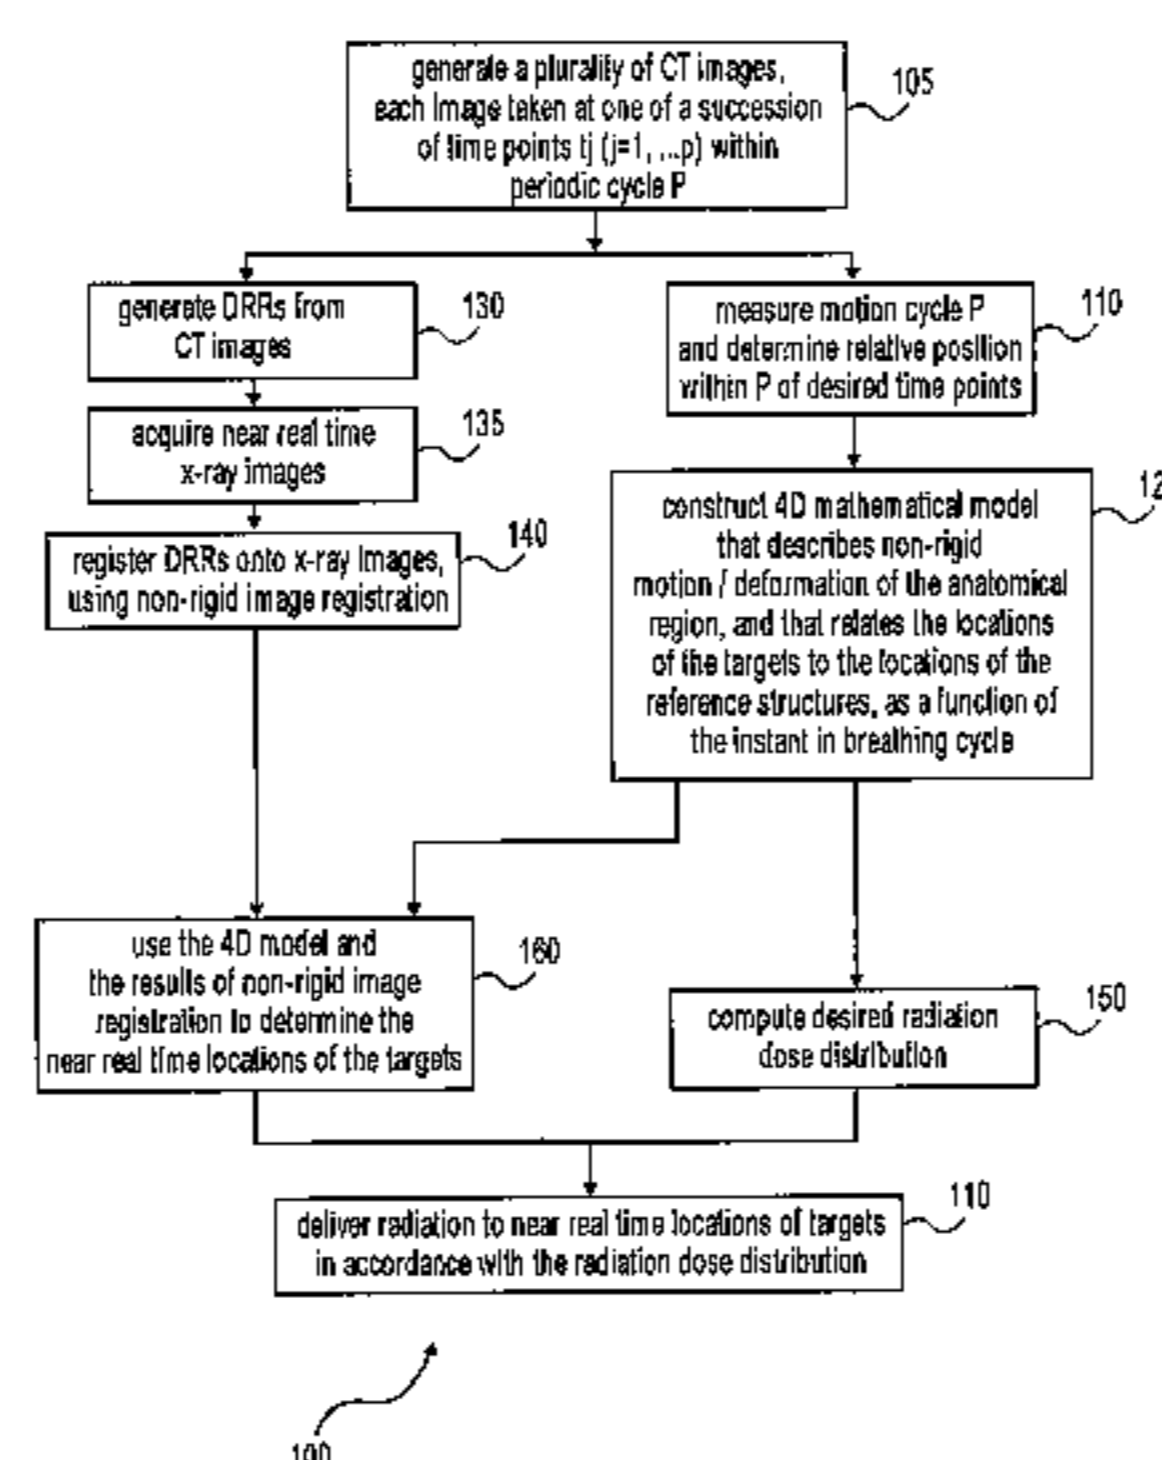 generate a plurality of CT images,
each image taken at one of a succession
of time points tj (j=1, ...p) within
periodic cycle P
105
generate DRRs from
CT images
130
measure motion cycle P
and determine relative position
within P of desired time points
110
acquire near real time
x-ray images
135
construct 4D mathematical model
that describes non-rigid
motion / deformation of the anatomical
region, and that relates the locations
of the targets to the locations of the
reference structures, as a function of
the instant in breathing cycle
12
register DRRs onto x-ray images,
using non-rigid image registration
140
use the 4D model and
the results of non-rigid image
registration to determine the
near real time locations of the targets
160
compute desired radiation
dose distribution
150
deliver radiation to near real time locations of targets
in accordance with the radiation dose distribution
110
100